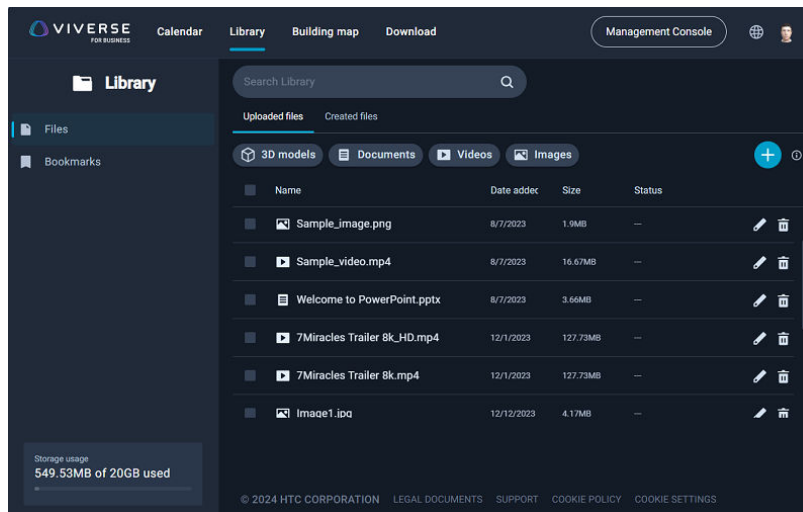 VIVERSE
FOR BUSINESS
Calendar
Library
Building map
Download
Management Console
Library
Files
Bookmarks
Storage usage
549.53MB of 20GB used
Search Library
Uploaded files
Created files
3D models
Documents
Videos
Images
Name Date added Size Status
Sample_image.png 8/7/2023 1.9MB ---
Sample_video.mp4 8/7/2023 16.67MB ---
Welcome to PowerPoint.pptx 8/7/2023 3.66MB ---
7Miracles Trailer 8k_HD.mp4 12/1/2023 127.73MB ---
7Miracles Trailer 8k.mp4 12/1/2023 127.73MB ---
Image1.jpg 12/12/2023 4.17MB ---
© 2024 HTC CORPORATION LEGAL DOCUMENTS SUPPORT COOKIE POLICY COOKIE SETTINGS